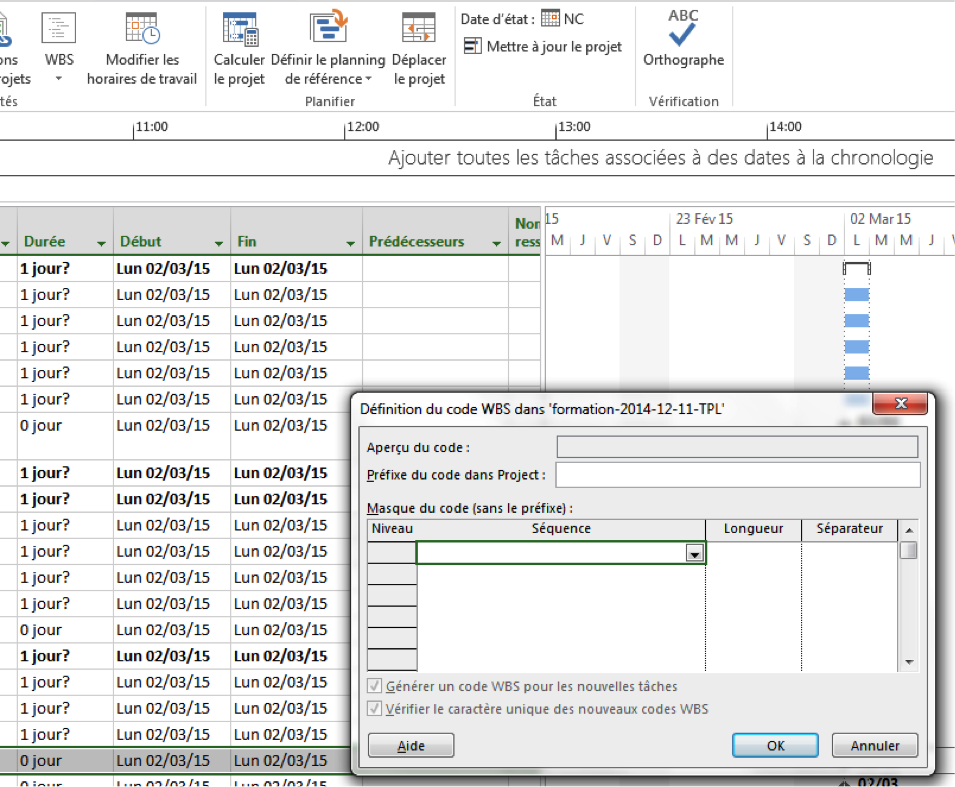 ons
ojets
tés
WBS
Modifier les
horaires de travail
Calculer
le projet
Définir le planning
de référence
Déplacer
le projet
Planifier
Date d'état : NC
Mettre à jour le projet
État
ABC
Orthographe
Vérification
11:00 12:00 13:00 14:00
Ajouter toutes les tâches associées à des dates à la chronologie
Durée Début Fin Prédécesseurs Non
ress
15 23 Fév 15 02 Mar 15
M J V S D L M M J V S D L M M J V
1 jour? Lun 02/03/15 Lun 02/03/15
1 jour? Lun 02/03/15 Lun 02/03/15
1 jour? Lun 02/03/15 Lun 02/03/15
1 jour? Lun 02/03/15 Lun 02/03/15
1 jour? Lun 02/03/15 Lun 02/03/15
1 jour? Lun 02/03/15 Lun 02/03/15
0 jour Lun 02/03/15 Lun 02/03/15
1 jour? Lun 02/03/15 Lun 02/03/15
1 jour? Lun 02/03/15 Lun 02/03/15
1 jour? Lun 02/03/15 Lun 02/03/15
1 jour? Lun 02/03/15 Lun 02/03/15
1 jour? Lun 02/03/15 Lun 02/03/15
1 jour? Lun 02/03/15 Lun 02/03/15
0 jour Lun 02/03/15 Lun 02/03/15
1 jour? Lun 02/03/15 Lun 02/03/15
1 jour? Lun 02/03/15 Lun 02/03/15
1 jour? Lun 02/03/15 Lun 02/03/15
1 jour? Lun 02/03/15 Lun 02/03/15
0 jour Lun 02/03/15 Lun 02/03/15
0 jour Lun 02/03/15 Lun 02/03/15
02/03
Définition du code WBS dans 'formation-2014-12-11-TPL'
Aperçu du code :
Préfixe du code dans Project :
Masque du code (sans le préfixe) :
Niveau Séquence Longueur Séparateur
Générer un code WBS pour les nouvelles tâches
Vérifier le caractère unique des nouveaux codes WBS
Aide OK Annuler